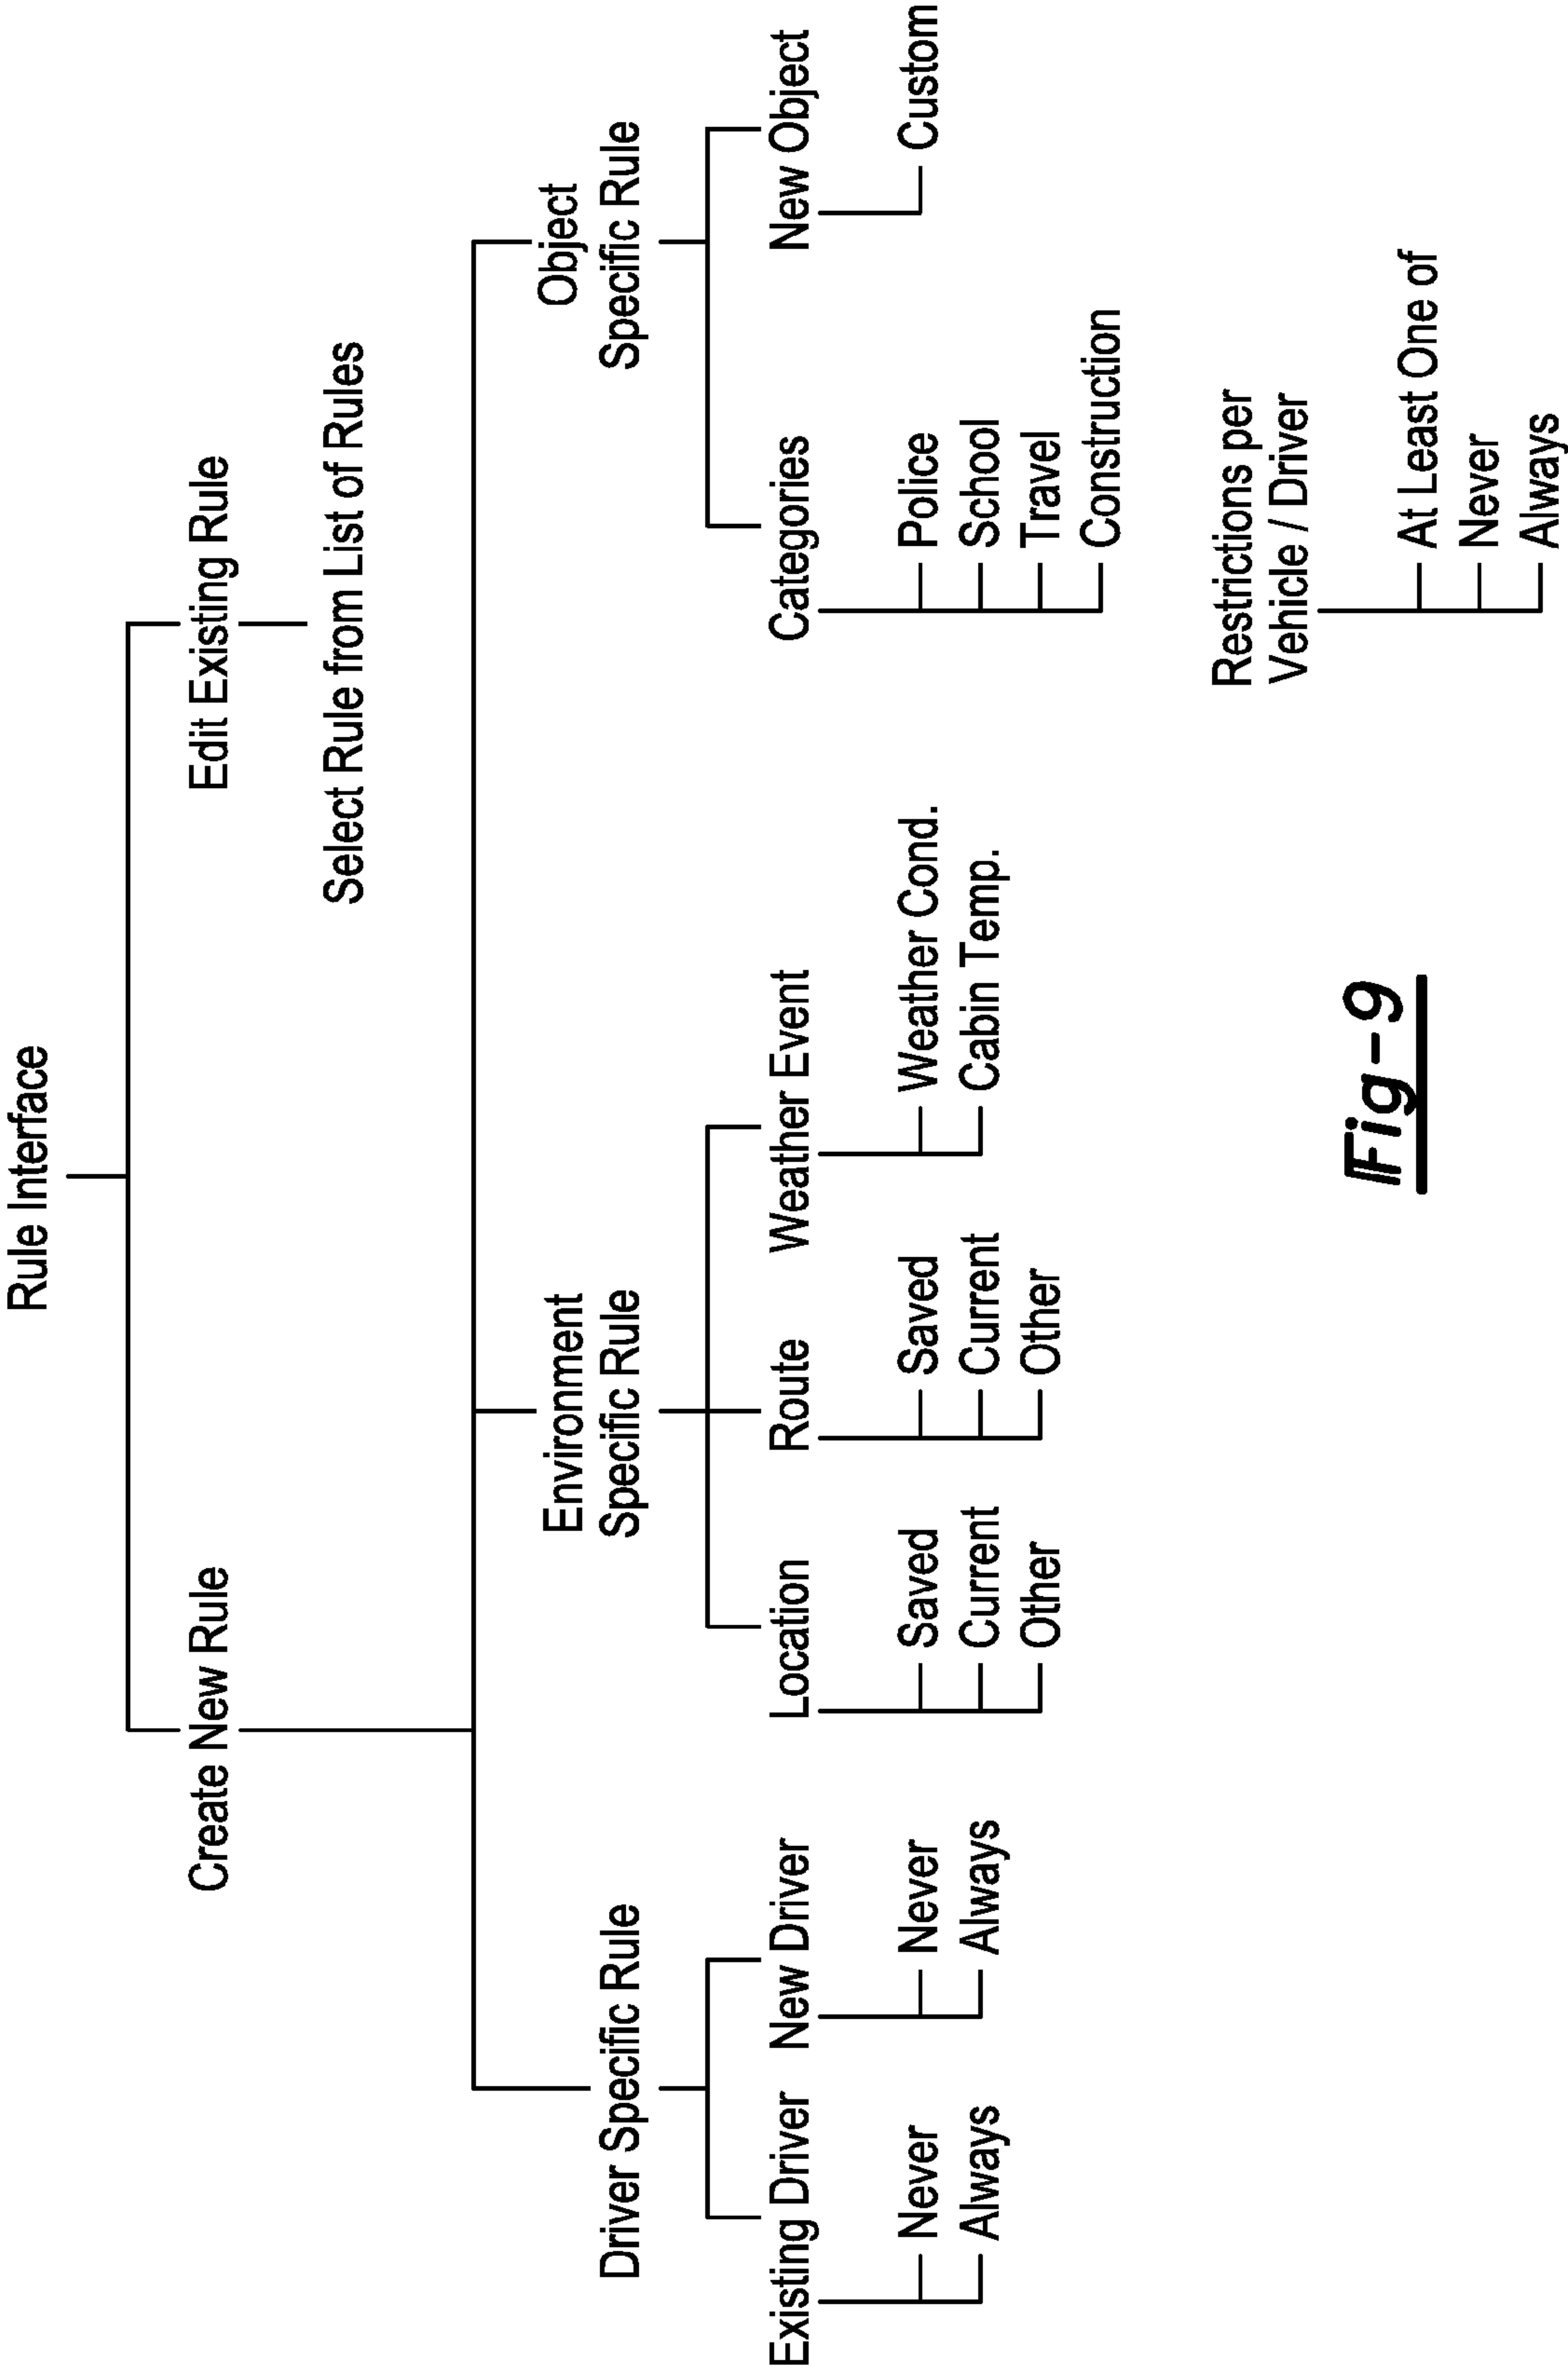 Rule Interface
Create New Rule
Edit Existing Rule
Select Rule from List of Rules
Driver Specific Rule
Environment
Specific Rule
Object
Specific Rule
Existing Driver
Never
Always
New Driver
Never
Always
Location
Saved
Current
Other
Route
Saved
Current
Other
Weather Event
Weather Cond.
Cabin Temp.
Categories
Police
School
Travel
Construction
New Object
Custom
Restrictions per
Vehicle / Driver
At Least One of
Never
Always
Fig-9